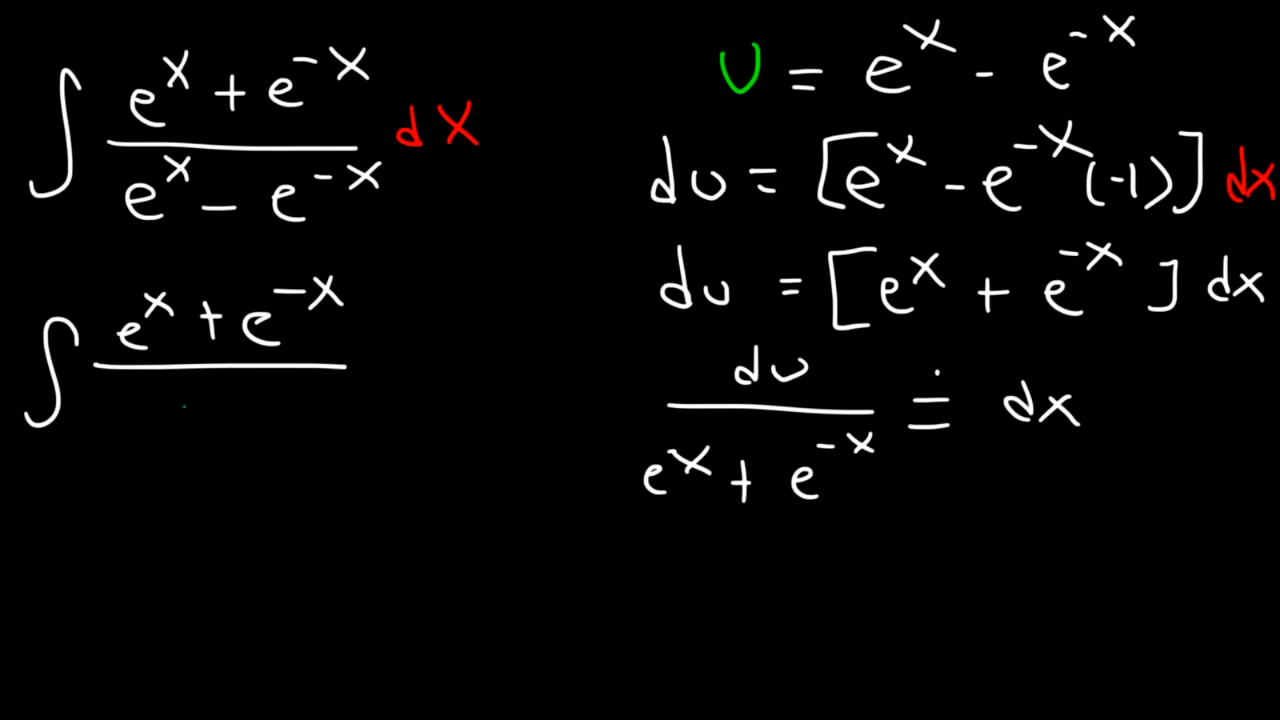 ∫ (e^x + e^-x)/(e^x - e^-x) dx
∫ (e^x + e^-x)/
u = e^x - e^-x
du = [e^x - e^-x(-1)] dx
du = [e^x + e^-x] dx
du/(e^x + e^-x) = dx